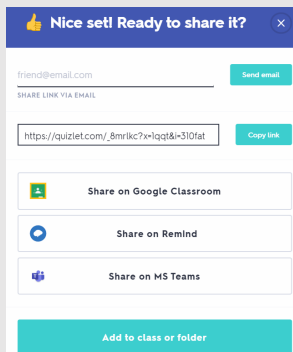 Nice set! Ready to share it?
friend@email.com
Send email
SHARE LINK VIA EMAIL
https://quizlet.com/_8mrlkc?x=1qqt&i=310fat
Copy link
Share on Google Classroom
Share on Remind
Share on MS Teams
Add to class or folder